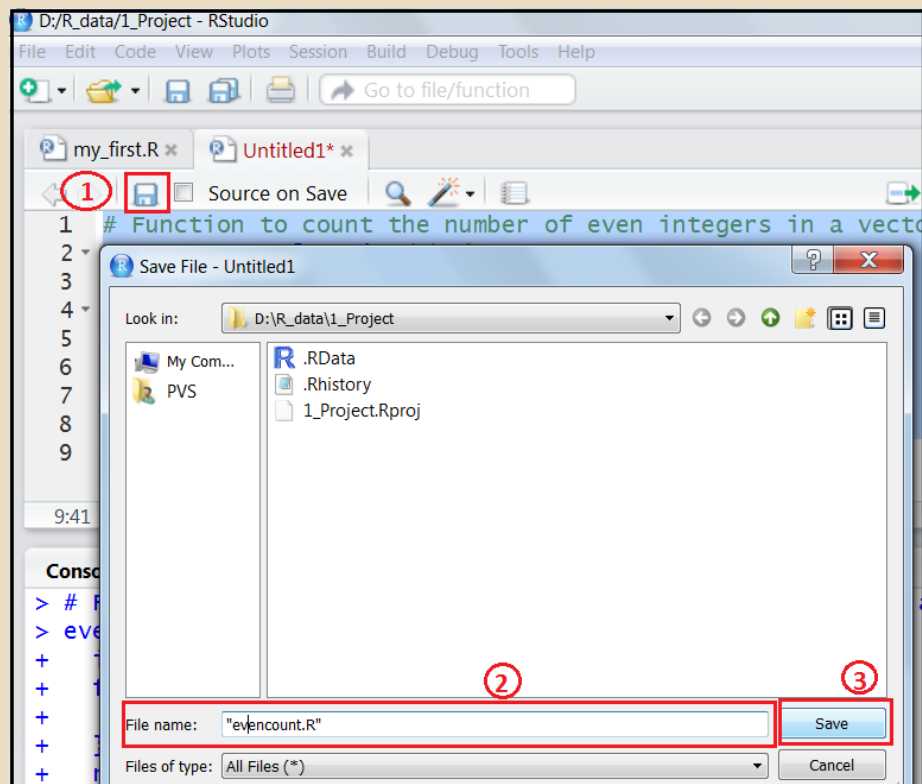 D:/R_data/1_Project - RStudio
File Edit Code View Plots Session Build Debug Tools Help
Go to file/function
my_first.R Untitled1*
1 Source on Save
1 # Function to count the number of even integers in a
2
3
4
5
6
7
8
9
Save File - Untitled1
Look in: D:\R_data\1_Project
My Com... .RData
PVS .Rhistory
1_Project.Rproj
9:41
> #
>
+
+
+
+
+
2 3
File name: "evencount.R" Save
Files of type: All Files (*) Cancel